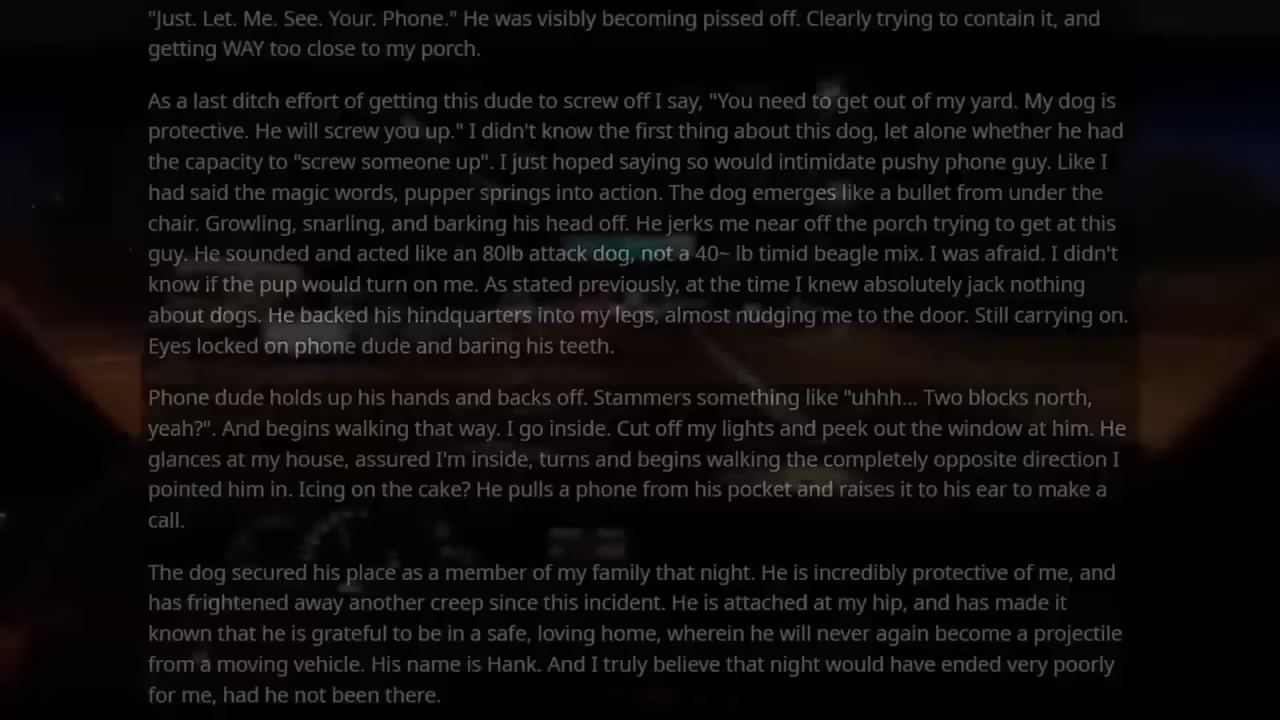 "Just. Let. Me. See. Your. Phone." He was visibly becoming pissed off. Clearly trying to contain it, and
getting WAY too close to my porch.
As a last ditch effort of getting this dude to screw off I say, "You need to get out of my yard. My dog is
protective. He will screw you up." I didn't know the first thing about this dog, let alone whether he had
the capacity to "screw someone up". I just hoped saying so would intimidate pushy phone guy. Like I
had said the magic words, pupper springs into action. The dog emerges like a bullet from under the
chair. Growling, snarling, and barking his head off. He jerks me near off the porch trying to get at this
guy. He sounded and acted like an 80lb attack dog, not a 40~ lb timid beagle mix. I was afraid. I didn't
know if the pup would turn on me. As stated previously, at the time I knew absolutely jack nothing
about dogs. He backed his hindquarters into my legs, almost nudging me to the door. Still carrying on.
Eyes locked on phone dude and baring his teeth.
Phone dude holds up his hands and backs off. Stammers something like "uhhh... Two blocks north,
yeah?". And begins walking that way. I go inside. Cut off my lights and peek out the window at him. He
glances at my house, assured I'm inside, turns and begins walking the completely opposite direction I
pointed him in. Icing on the cake? He pulls a phone from his pocket and raises it to his ear to make a
call.
The dog secured his place as a member of my family that night. He is incredibly protective of me, and
has frightened away another creep since this incident. He is attached at my hip, and has made it
known that he is grateful to be in a safe, loving home, wherein he will never again become a projectile
from a moving vehicle. His name is Hank. And I truly believe that night would have ended very poorly
for me, had he not been there.